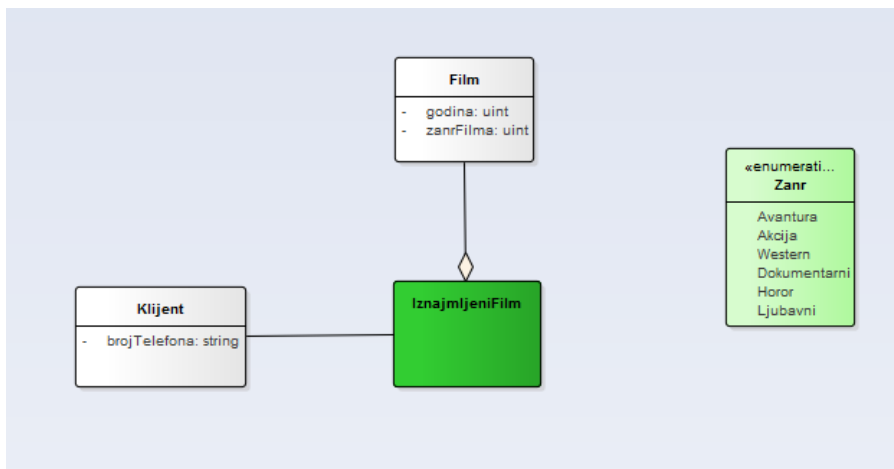 Film
- godina: uint
- zanrFilma: uint
«enumerati...
Zanr
Avantura
Akcija
Western
Dokumentarni
Horor
Ljubavni
IznajmljeniFilm
Klijent
- brojTelefona: string